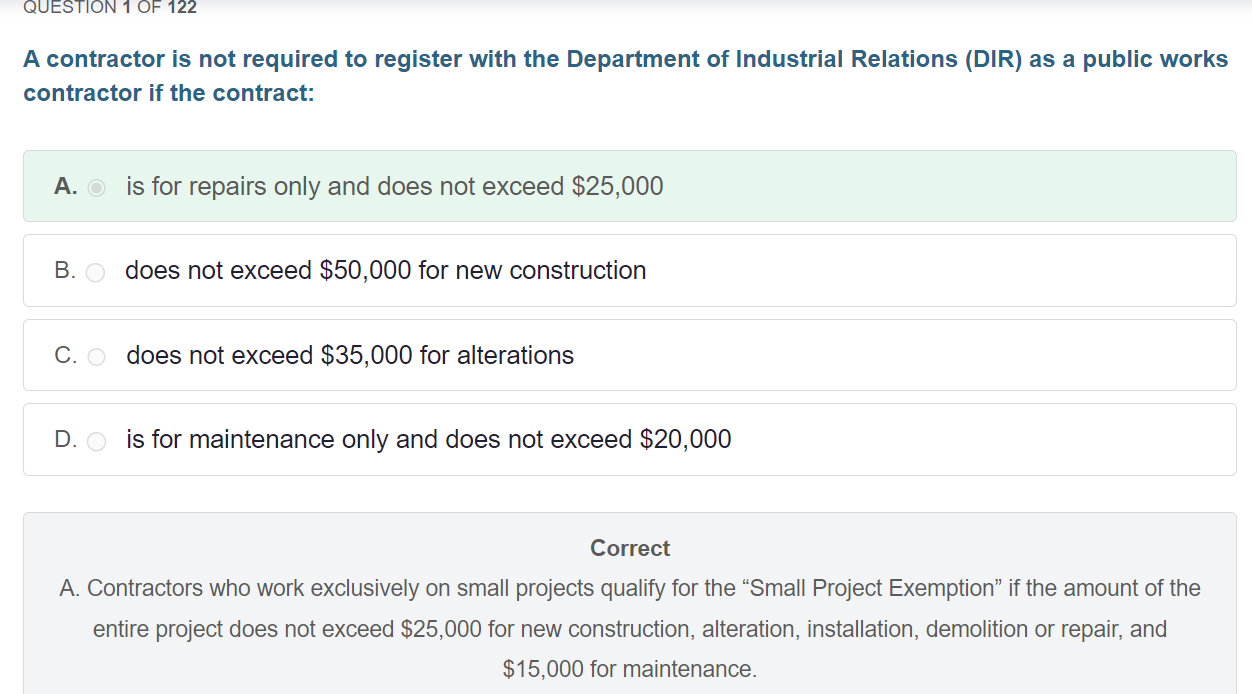 QUESTION 1 OF 122
A contractor is not required to register with the Department of Industrial Relations (DIR) as a public works
contractor if the contract:
A. is for repairs only and does not exceed $25,000
B. does not exceed $50,000 for new construction
C. does not exceed $35,000 for alterations
D. is for maintenance only and does not exceed $20,000
Correct
A. Contractors who work exclusively on small projects qualify for the “Small Project Exemption” if the amount of the
entire project does not exceed $25,000 for new construction, alteration, installation, demolition or repair, and
$15,000 for maintenance.